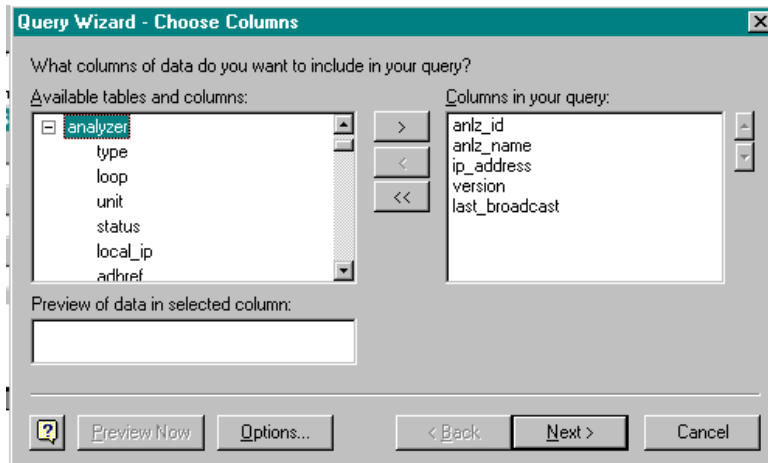 Query Wizard - Choose Columns
What columns of data do you want to include in your query?
Available tables and columns:
analyzer
type
loop
unit
status
local_ip
adhref
>
<
<<
Columns in your query:
anlz_id
anlz_name
ip_address
version
last_broadcast
Preview of data in selected column:
Preview Now
Options...
< Back
Next >
Cancel